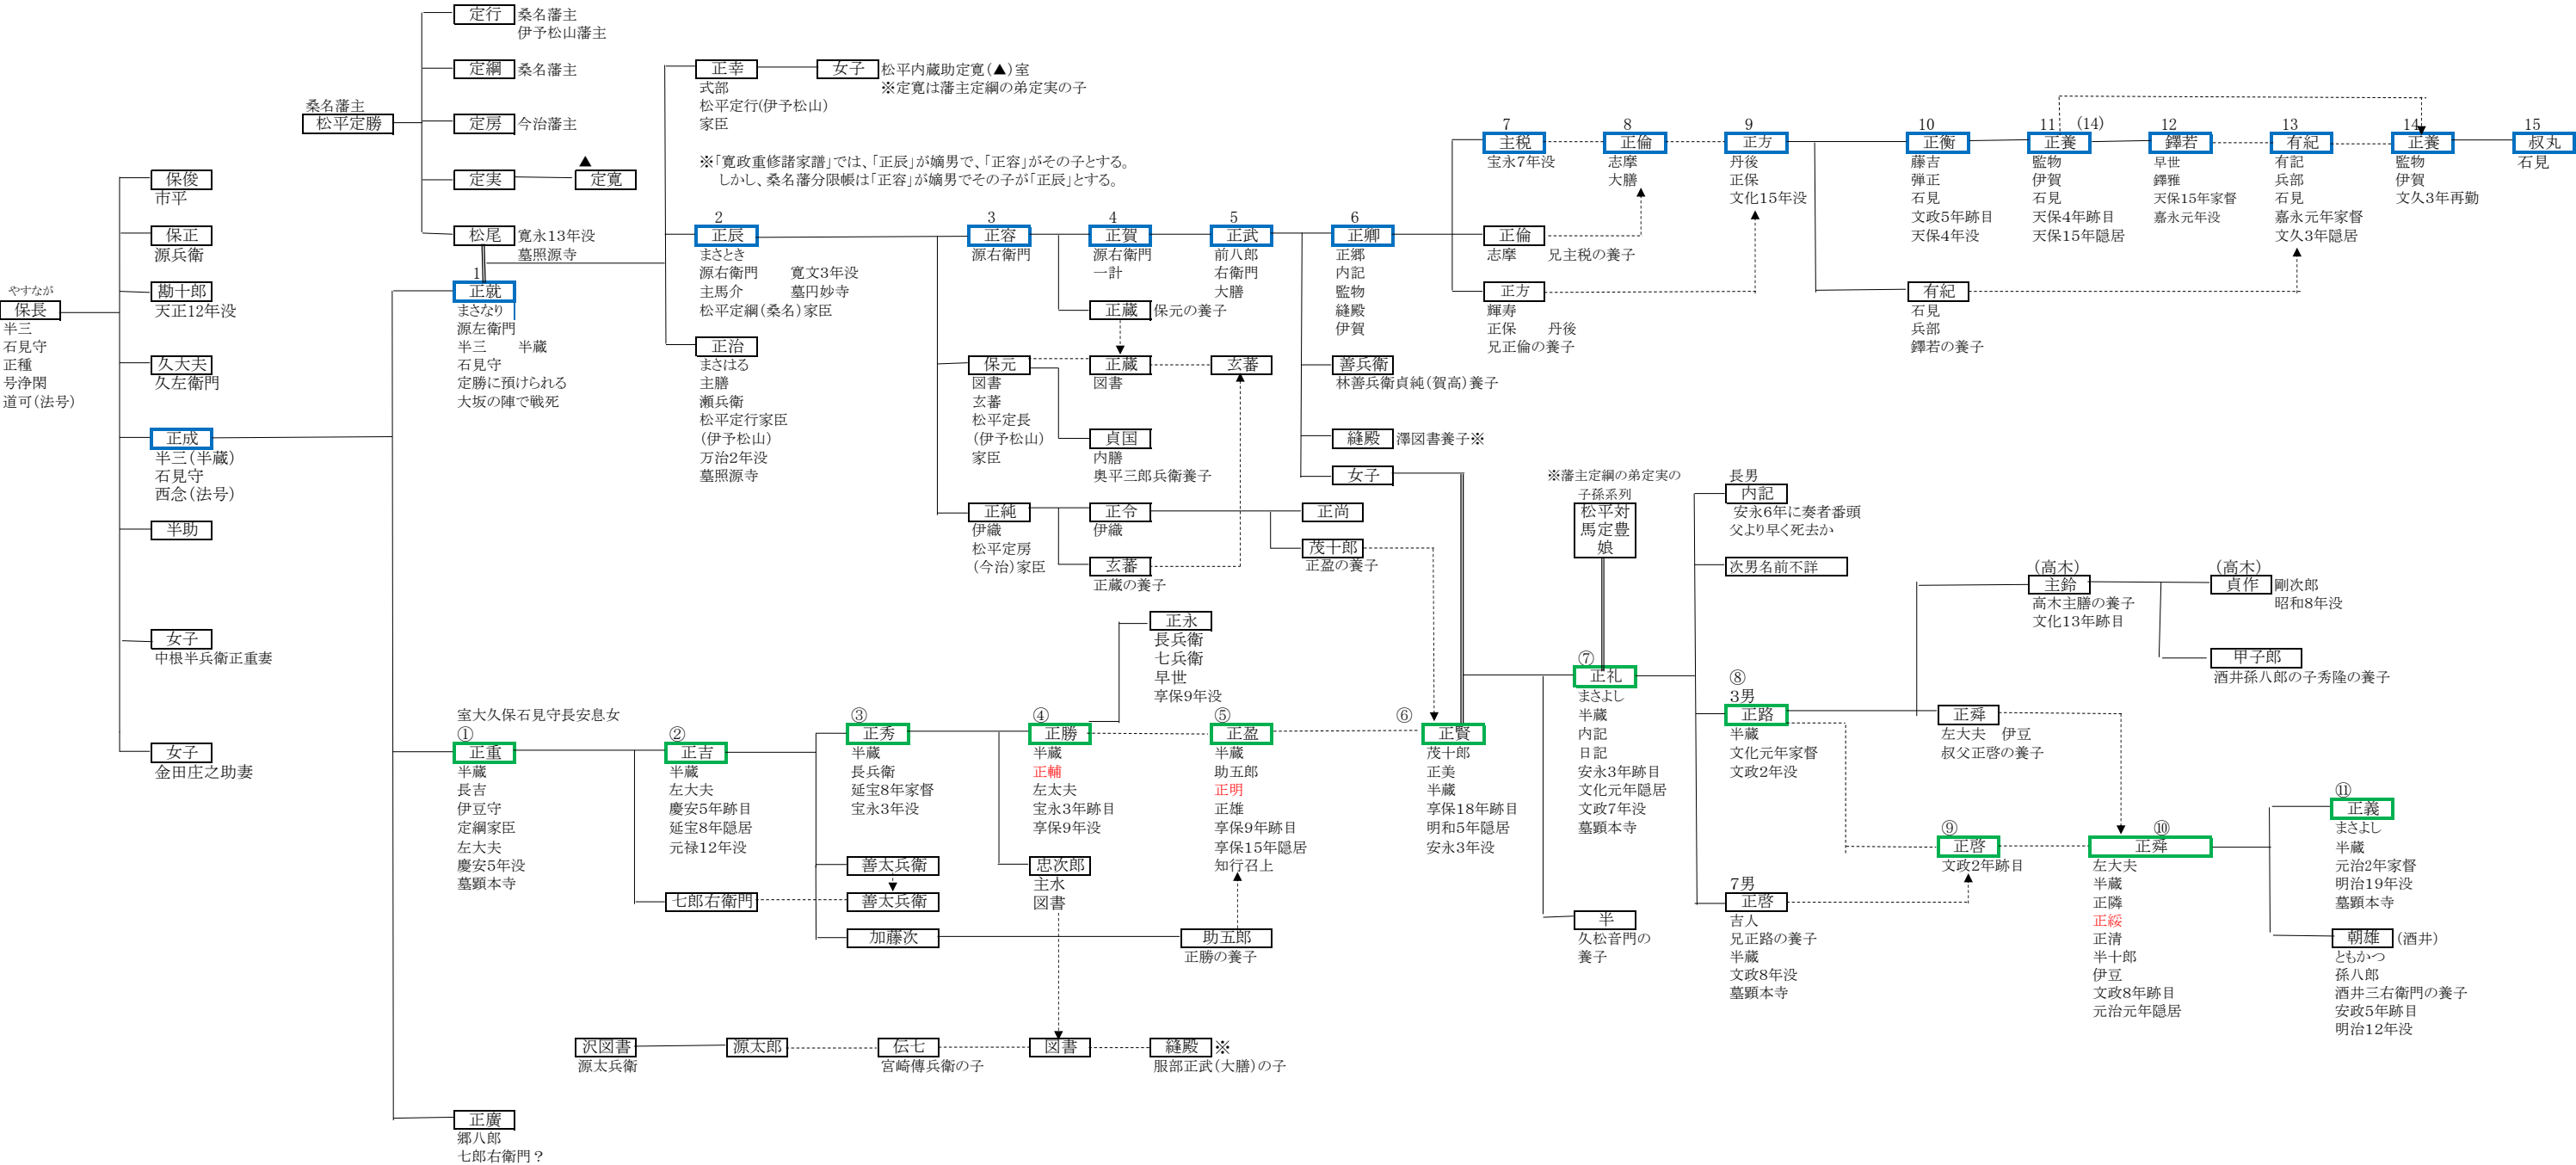 定行
桑名藩主
伊予松山藩主
定綱
桑名藩主
桑名藩主
松平定勝
定房
今治藩主
▲
定実
定寛
松尾
寛永13年没
墓照源寺
保俊
市平
保正
源兵衛
勘十郎
天正12年没
やすなが
保長
半三
石見守
正種
号浄閑
道可(法号)
久大夫
久左衛門
正成
半三(半蔵)
石見守
西念(法号)
半助
女子
中根半兵衛正重妻
女子
金田庄之助妻
1
正就
まさなり
源左衛門
半三 半蔵
石見守
定勝に預けられる
大坂の陣で戦死
正幸
式部
松平定行(伊予松山)
家臣
女子
松平内蔵助定寛(▲)室
※定寛は藩主定綱の弟定実の子
※「寛政重修諸家譜」では、「正辰」が嫡男で、「正容」がその子とする。
しかし、桑名藩分限帳は「正容」が嫡男でその子が「正辰」とする。
2
正辰
まさとき
源右衛門 寛文3年没
主馬介 墓円妙寺
松平定綱(桑名)家臣
正治
まさはる
主膳
瀬兵衛
松平定行家臣
(伊予松山)
万治2年没
墓照源寺
3
正容
源右衛門
4
正賀
源右衛門
一計
正蔵
保元の養子
5
正武
前八郎
右衛門
大膳
6
正卿
正郷
内記
監物
縫殿
伊賀
保元
図書
玄蕃
松平定長
(伊予松山)
家臣
正蔵
図書
玄蕃
貞国
内膳
奥平三郎兵衛養子
善兵衛
林善兵衛貞純(賀高)養子
縫殿
澤図書養子※
女子
正純
伊織
松平定房
(今治)家臣
正令
伊織
玄蕃
正蔵の養子
正尚
茂十郎
正盈の養子
7
主税
宝永7年没
8
正倫
志摩
大膳
9
正方
丹後
正保
文化15年没
正倫
志摩
兄主税の養子
正方
輝寿
正保 丹後
兄正倫の養子
10
正衡
藤吉
弾正
石見
文政5年跡目
天保4年没
11 (14)
正養
監物
伊賀
石見
天保4年跡目
天保15年隠居
12
鐸若
早世
鐸雅
天保15年家督
嘉永元年没
13
有紀
有記
兵部
石見
嘉永元年家督
文久3年隠居
14
正養
監物
伊賀
文久3年再勤
15
叔丸
石見
有紀
石見
兵部
鐸若の養子
室大久保石見守長安息女
①
正重
半蔵
長吉
伊豆守
定綱家臣
左大夫
慶安5年没
墓顕本寺
②
正吉
半蔵
左大夫
慶安5年跡目
延宝8年隠居
元禄12年没
七郎右衛門
③
正秀
半蔵
長兵衛
延宝8年家督
宝永3年没
善太兵衛
善太兵衛
加藤次
④
正勝
半蔵
正輔
左太夫
宝永3年跡目
享保9年没
忠次郎
主水
図書
正永
長兵衛
七兵衛
早世
享保9年没
⑤
正盈
半蔵
助五郎
正明
正雄
享保9年跡目
享保15年隠居
知行召上
助五郎
正勝の養子
⑥
正賢
茂十郎
正美
半蔵
享保18年跡目
明和5年隠居
安永3年没
※藩主定綱の弟定実の
子孫系列
松平対
馬定豊
娘
⑦
正礼
まさよし
半蔵
内記
日記
安永3年跡目
文化元年隠居
文政7年没
墓顕本寺
半
久松音門の
養子
長男
内記
安永6年に奏者番頭
父より早く死去か
次男名前不詳
⑧
3男
正路
半蔵
文化元年家督
文政2年没
7男
正啓
吉人
兄正路の養子
半蔵
文政8年没
墓顕本寺
(高木)
主鈴
高木主膳の養子
文化13年跡目
(高木)
貞作
剛次郎
昭和8年没
甲子郎
酒井孫八郎の子秀隆の養子
正舜
左大夫 伊豆
叔父正啓の養子
⑨
正啓
文政2年跡目
⑩
正舜
左大夫
半蔵
正隣
正綏
正清
半十郎
伊豆
文政8年跡目
元治元年隠居
⑪
正義
まさよし
半蔵
元治2年家督
明治19年没
墓顕本寺
朝雄
(酒井)
ともかつ
孫八郎
酒井三右衛門の養子
安政5年跡目
明治12年没
沢図書
源太兵衛
源太郎
伝七
宮崎傳兵衛の子
図書
縫殿
※
服部正武(大膳)の子
正廣
郷八郎
七郎右衛門?